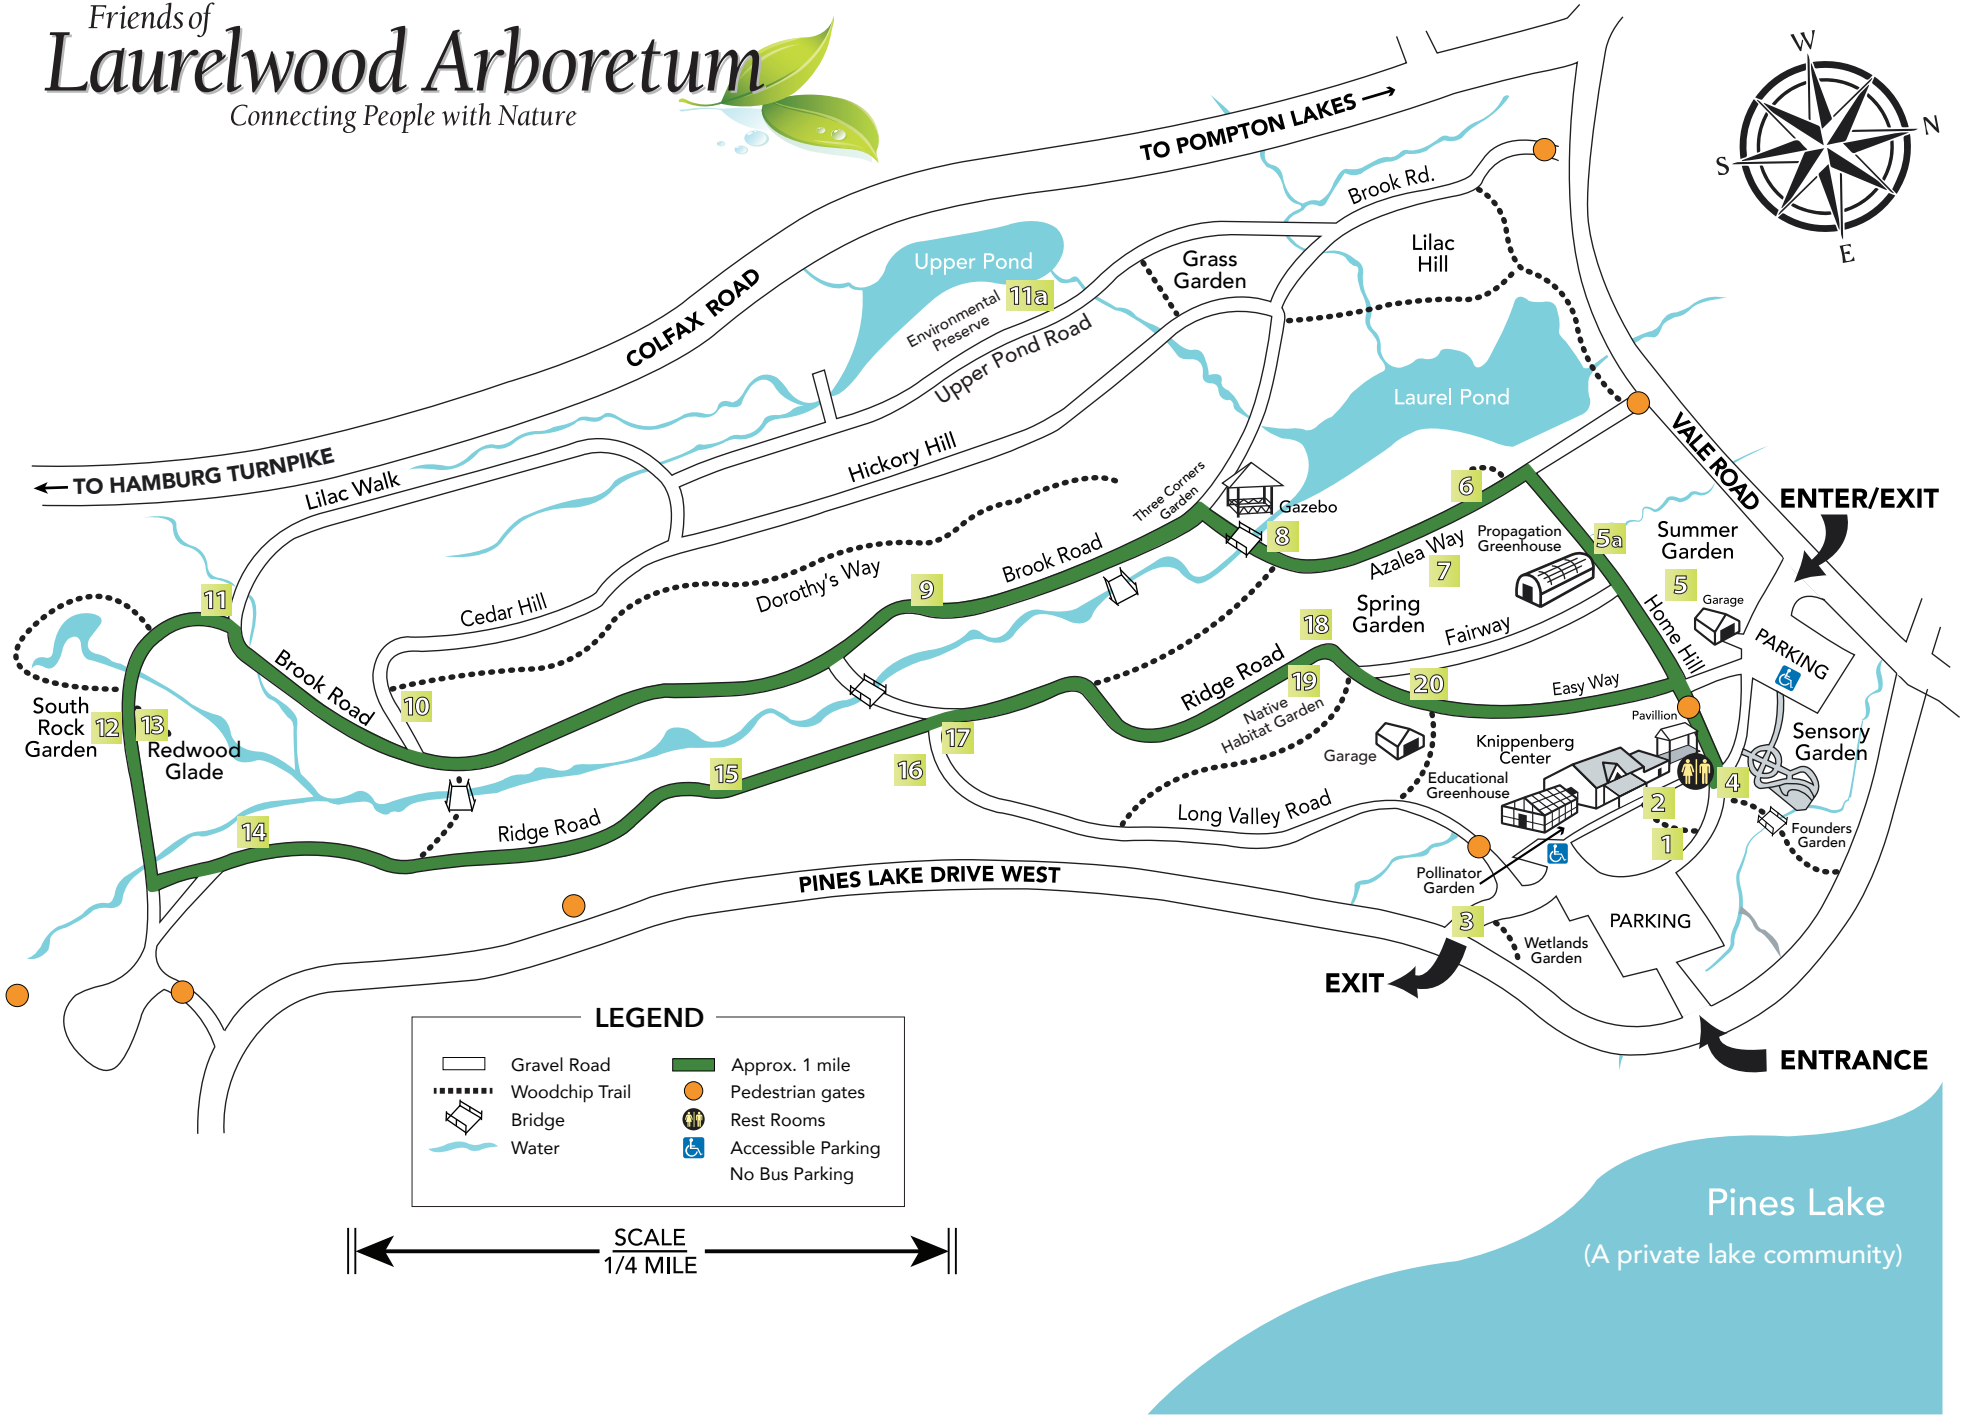 Friends of
Laurelwood Arboretum
Connecting People with Nature
W
N
S
E
TO POMPTON LAKES
Brook Rd.
Lilac
Hill
Grass
Garden
Upper Pond
11a
Environmental
Preserve
Upper Pond Road
COLFAX ROAD
Laurel Pond
VALE ROAD
TO HAMBURG TURNPIKE
Lilac Walk
Hickory Hill
Three Corners
Garden
Gazebo
6
8
ENTER/EXIT
Propagation
Greenhouse
5a
Summer
Garden
5
Garage
Azalea Way
7
Brook Road
Dorothy's Way
9
Cedar Hill
11
Spring
Garden
18
Fairway
Home Hill
PARKING
Brook Road
10
Ridge Road
19
20
Easy Way
Native
Habitat Garden
Pavillion
South
Rock
Garden
12
13
Redwood
Glade
17
16
15
Garage
Knippenberg
Center
Educational
Greenhouse
Sensory
Garden
4
2
1
Founders
Garden
14
Ridge Road
Long Valley Road
Pollinator
Garden
PINES LAKE DRIVE WEST
3
PARKING
Wetlands
Garden
EXIT
ENTRANCE
LEGEND
Gravel Road
Approx. 1 mile
Woodchip Trail
Pedestrian gates
Bridge
Rest Rooms
Water
Accessible Parking
No Bus Parking
SCALE
1/4 MILE
Pines Lake
(A private lake community)